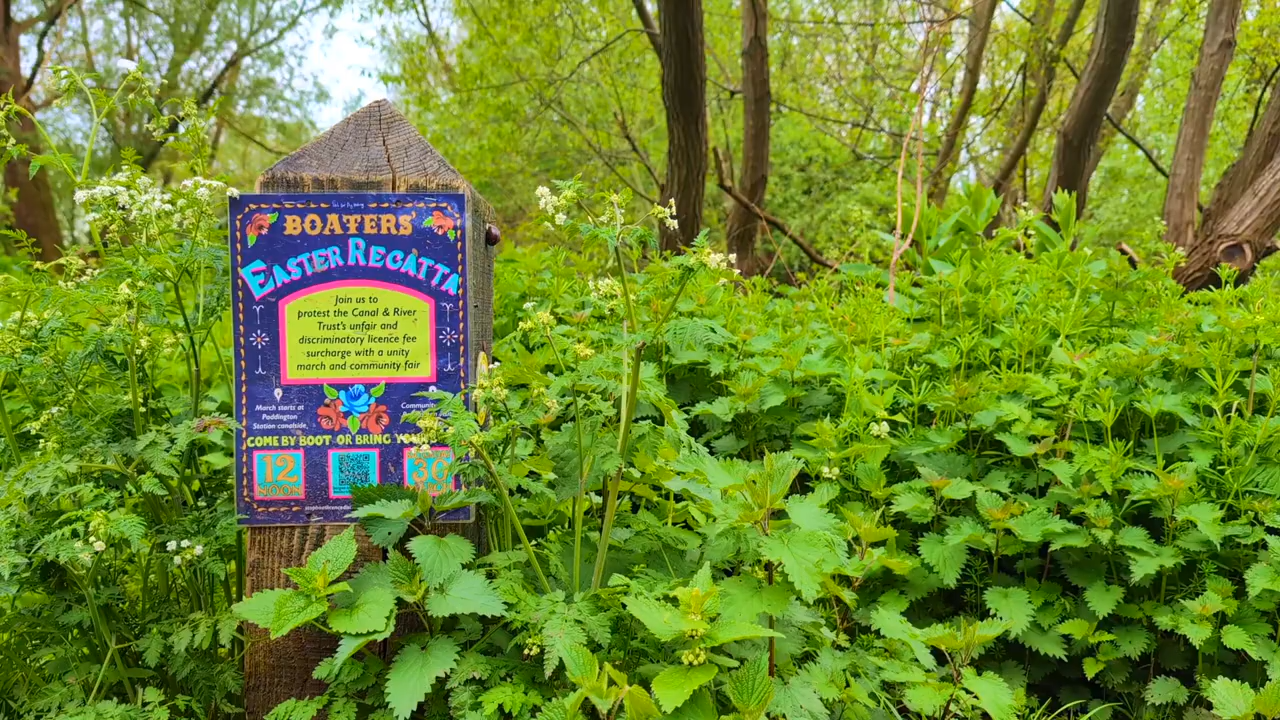 BOATERS'
EASTER REGATTA
Join us to
protest the Canal & River
Trust's unfair and
discriminatory licence fee
surcharge with a unity
march and community fair
March starts at
Paddington
Station canalside
COME BY BOOT OR BRING
12
NOON
30